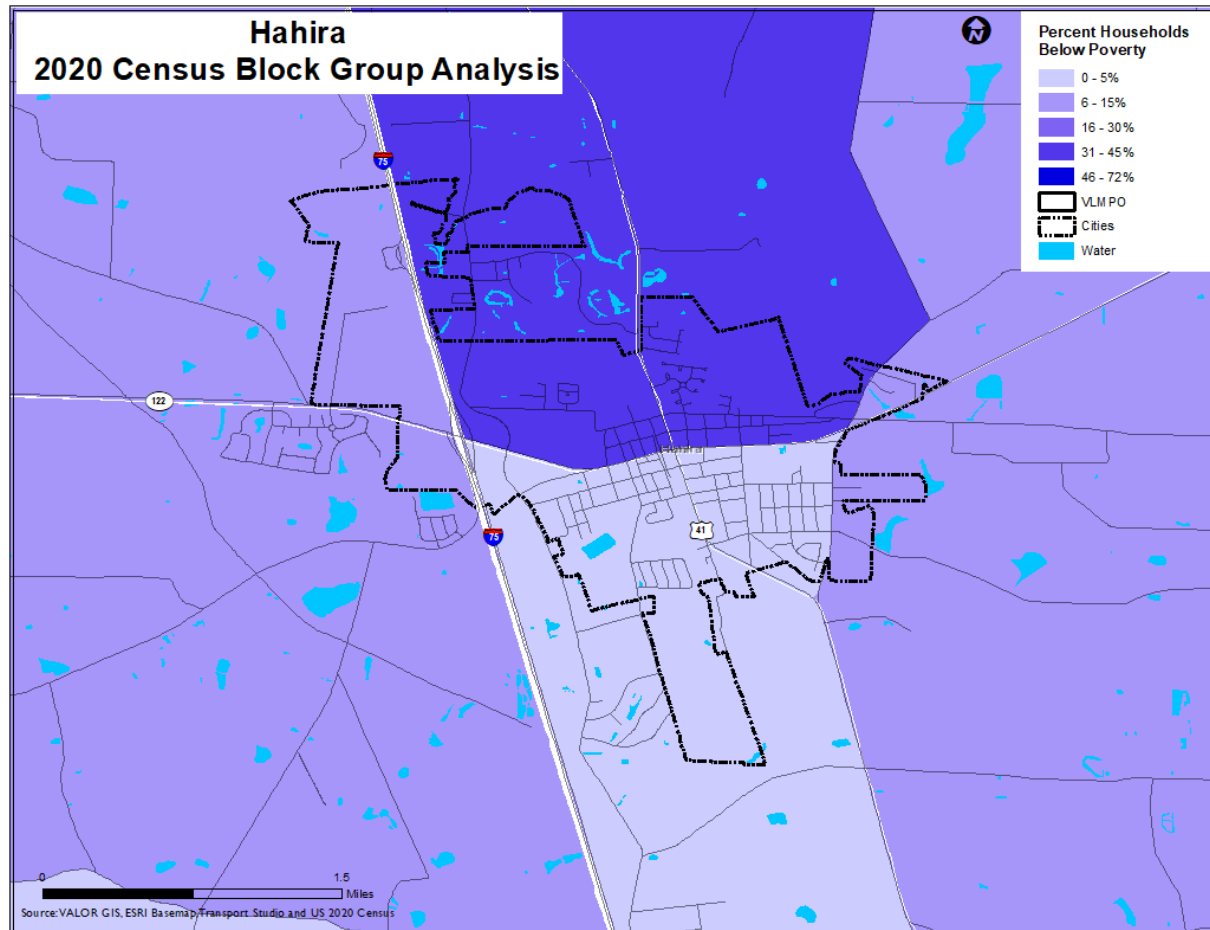 Hahira
2020 Census Block Group Analysis
N
Percent Households
Below Poverty
0 - 5%
6 - 15%
16 - 30%
31 - 45%
46 - 72%
VLMPO
Cities
Water
75
122
75
41
0
1.5
Miles
Source:VALOR GIS, ESRI Basemap,Transport Studio and US 2020 Census